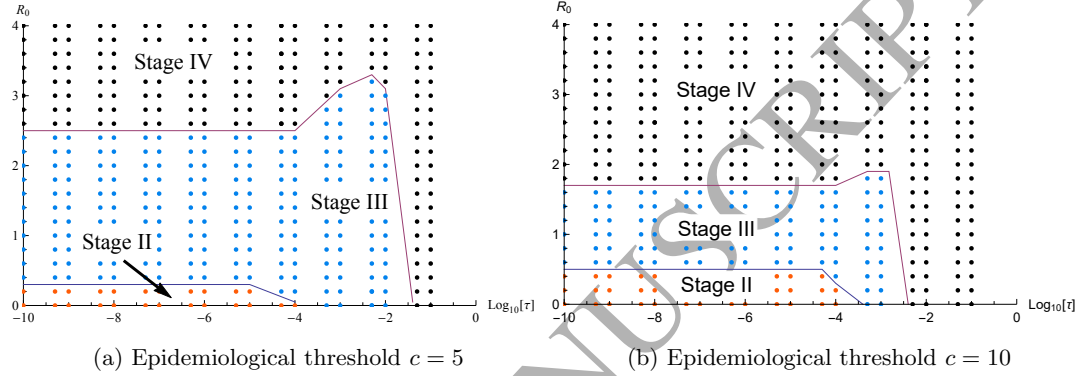 R0
4
3
2
1
0
-10
-8
-6
-4
-2
0
Log10[τ]
Stage IV
Stage III
Stage II
(a) Epidemiological threshold c = 5
R0
4
3
2
1
0
-10
-8
-6
-4
-2
0
Log10[τ]
Stage IV
Stage III
Stage II
(b) Epidemiological threshold c = 10
NUSCRIPT